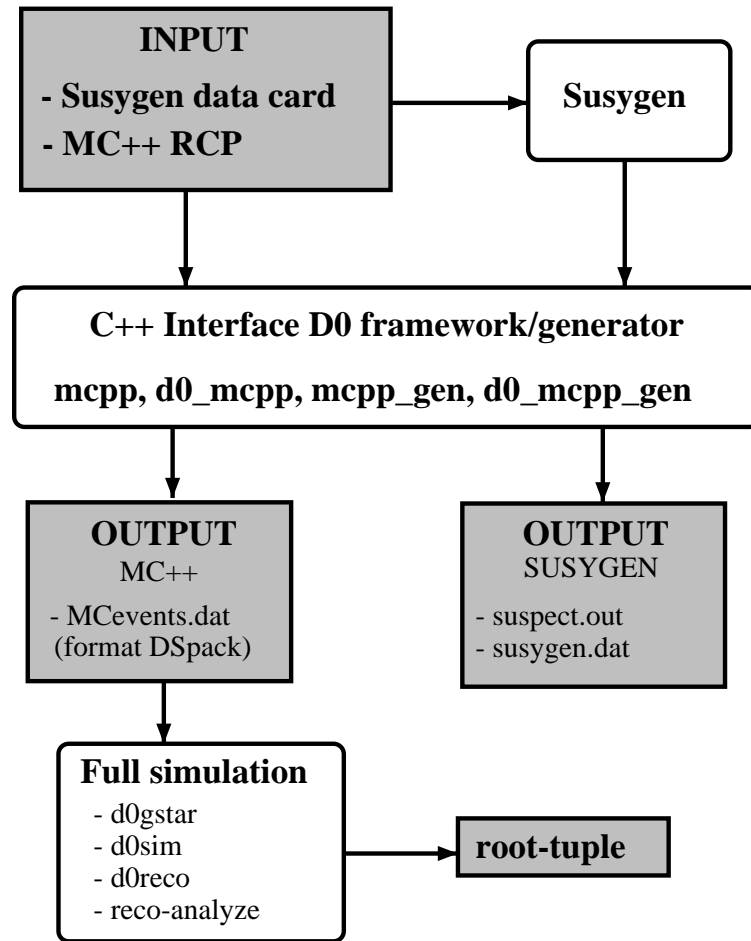 INPUT
- Susygen data card
- MC++ RCP
Susygen
C++ Interface D0 framework/generator
mcpp, d0_mcpp, mcpp_gen, d0_mcpp_gen
OUTPUT
MC++
- MCevents.dat
(format DSpack)
OUTPUT
SUSYGEN
- suspect.out
- susygen.dat
Full simulation
- d0gstar
- d0sim
- d0reco
- reco-analyze
root-tuple